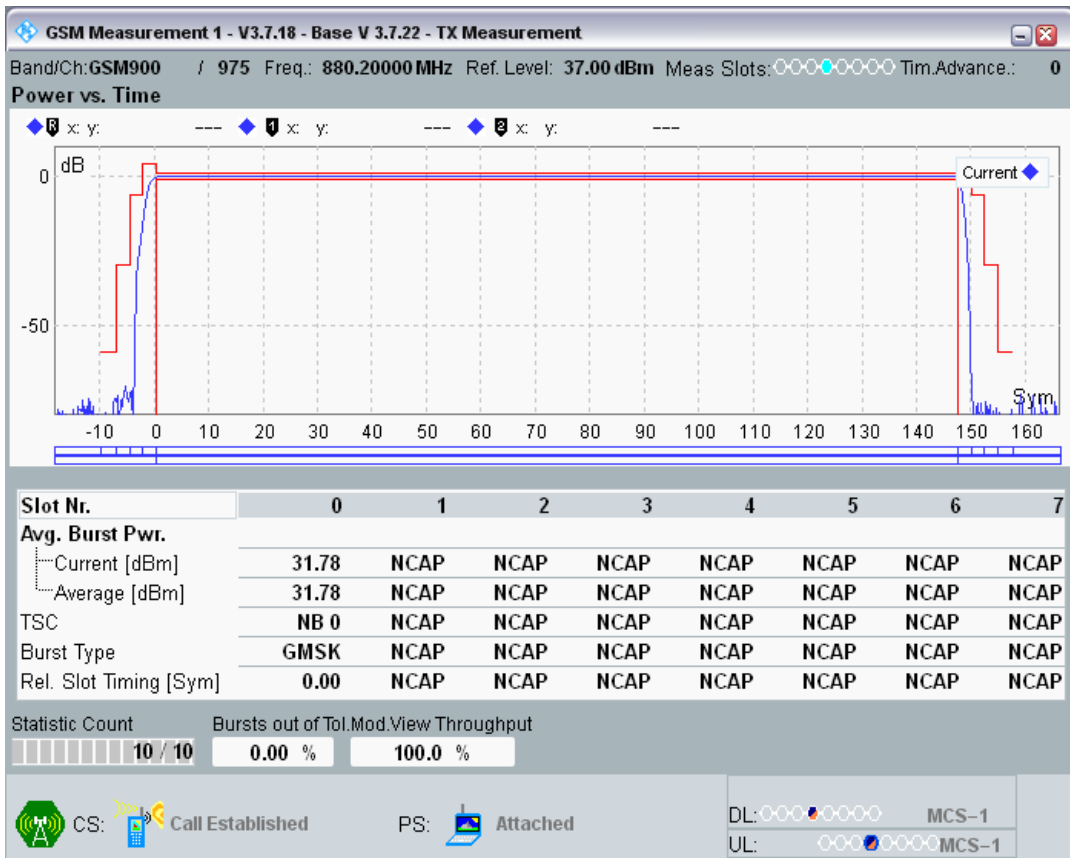 GSM Measurement 1 - V3.7.18 - Base V 3.7.22 - TX Measurement
Band/Ch:GSM900 / 975 Freq.: 880.20000 MHz Ref. Level: 37.00 dBm Meas Slots: Tim.Advance.: 0
Power vs. Time
R x: y: --- 1 x: y: --- 2 x: y: ---
dB
Current
0
-50
Sym
-10 0 10 20 30 40 50 60 70 80 90 100 110 120 130 140 150 160
Slot Nr. 0 1 2 3 4 5 6 7
Avg. Burst Pwr.
Current [dBm] 31.78 NCAP NCAP NCAP NCAP NCAP NCAP NCAP
Average [dBm] 31.78 NCAP NCAP NCAP NCAP NCAP NCAP NCAP
TSC NB 0 NCAP NCAP NCAP NCAP NCAP NCAP NCAP
Burst Type GMSK NCAP NCAP NCAP NCAP NCAP NCAP NCAP
Rel. Slot Timing [Sym] 0.00 NCAP NCAP NCAP NCAP NCAP NCAP NCAP
Statistic Count Bursts out of Tol.Mod.View Throughput
10 / 10 0.00 % 100.0 %
CS: Call Established PS: Attached
DL: MCS-1
UL: MCS-1